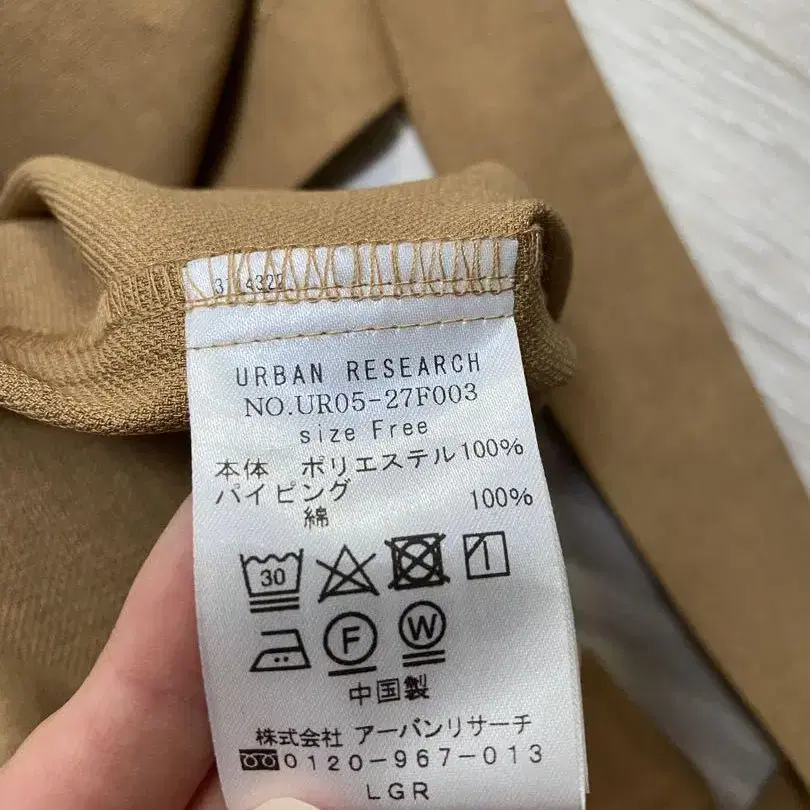 URBAN RESEARCH
NO.UR05-27F003
size Free
本体 ポリエステル100%
パイピング
綿 100%
30
F W
中国製
株式会社 アーバンリサーチ
0120-967-013
LGR